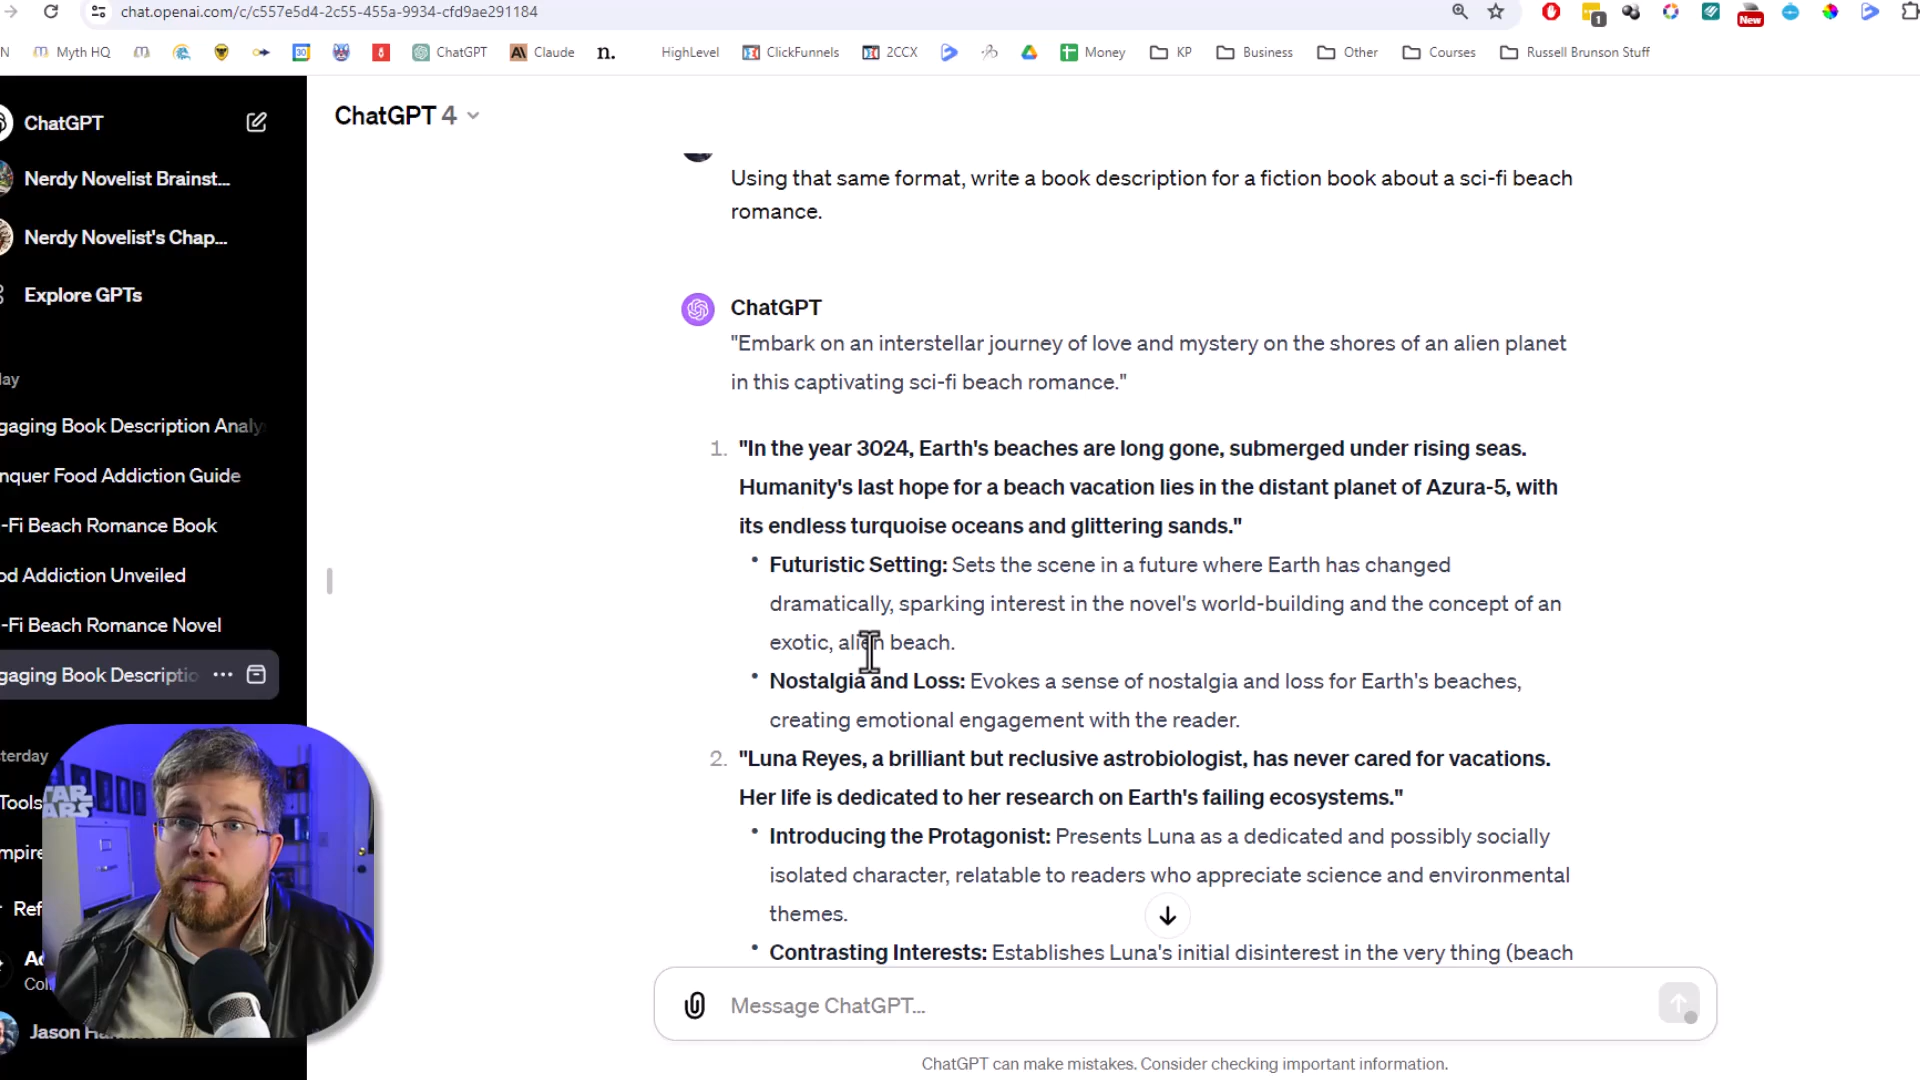 chat.openai.com/c/c557e5d4-2c55-455a-9934-cfd9ae291184
1
New
N
Myth HQ
30
ChatGPT
Claude
n.
HighLevel
ClickFunnels
2CCX
Money
KP
Business
Other
Courses
Russell Brunson Stuff
ChatGPT
Nerdy Novelist Brainst...
Nerdy Novelist's Chap...
Explore GPTs
day
gaging Book Description Analy
nquer Food Addiction Guide
-Fi Beach Romance Book
od Addiction Unveiled
-Fi Beach Romance Novel
gaging Book Descriptio
terday
Tools
mpire
Ref
Ad
Col
Jason Ha
STAR
WARS
ChatGPT 4
Using that same format, write a book description for a fiction book about a sci-fi beach
romance.
ChatGPT
"Embark on an interstellar journey of love and mystery on the shores of an alien planet
in this captivating sci-fi beach romance."
1. "In the year 3024, Earth's beaches are long gone, submerged under rising seas.
Humanity's last hope for a beach vacation lies in the distant planet of Azura-5, with
its endless turquoise oceans and glittering sands."
• Futuristic Setting: Sets the scene in a future where Earth has changed
dramatically, sparking interest in the novel's world-building and the concept of an
exotic, alien beach.
• Nostalgia and Loss: Evokes a sense of nostalgia and loss for Earth's beaches,
creating emotional engagement with the reader.
2. "Luna Reyes, a brilliant but reclusive astrobiologist, has never cared for vacations.
Her life is dedicated to her research on Earth's failing ecosystems."
• Introducing the Protagonist: Presents Luna as a dedicated and possibly socially
isolated character, relatable to readers who appreciate science and environmental
themes.
• Contrasting Interests: Establishes Luna's initial disinterest in the very thing (beach
Message ChatGPT...
ChatGPT can make mistakes. Consider checking important information.